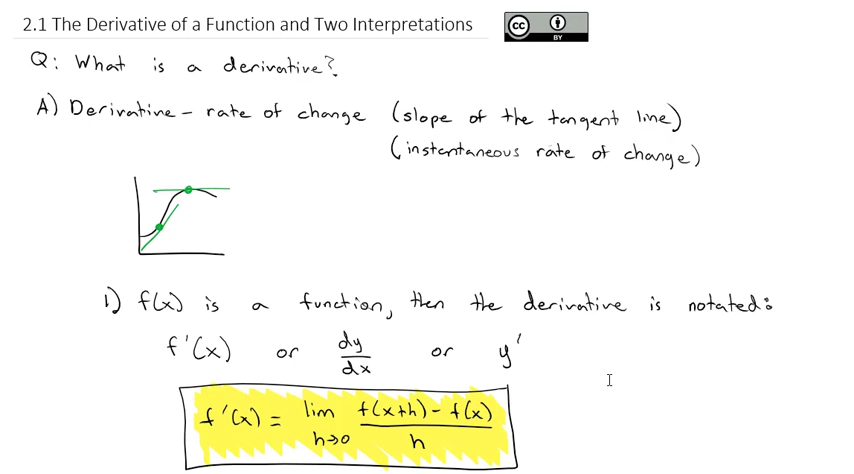 2.1 The Derivative of a Function and Two Interpretations
cc BY
Q: What is a derivative?
A) Derivative - rate of change (slope of the tangent line)
(instantaneous rate of change)
1) f(x) is a function, then the derivative is notated:
f'(x) or dy/dx or y'
f'(x) = lim h→0 f(x+h) - f(x) / h